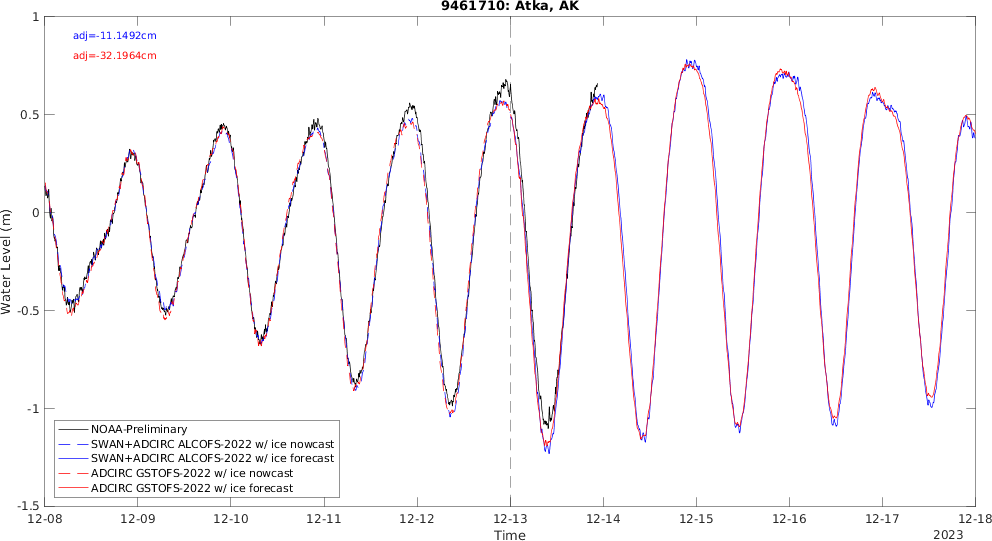 9461710: Atka, AK
adj=-11.1492cm
adj=-32.1964cm
1
0.5
0
-0.5
-1
-1.5
Water Level (m)
NOAA-Preliminary
SWAN+ADCIRC ALCOFS-2022 w/ ice nowcast
SWAN+ADCIRC ALCOFS-2022 w/ ice forecast
ADCIRC GSTOFS-2022 w/ ice nowcast
ADCIRC GSTOFS-2022 w/ ice forecast
12-08 12-09 12-10 12-11 12-12 12-13 12-14 12-15 12-16 12-17 12-18
Time
2023